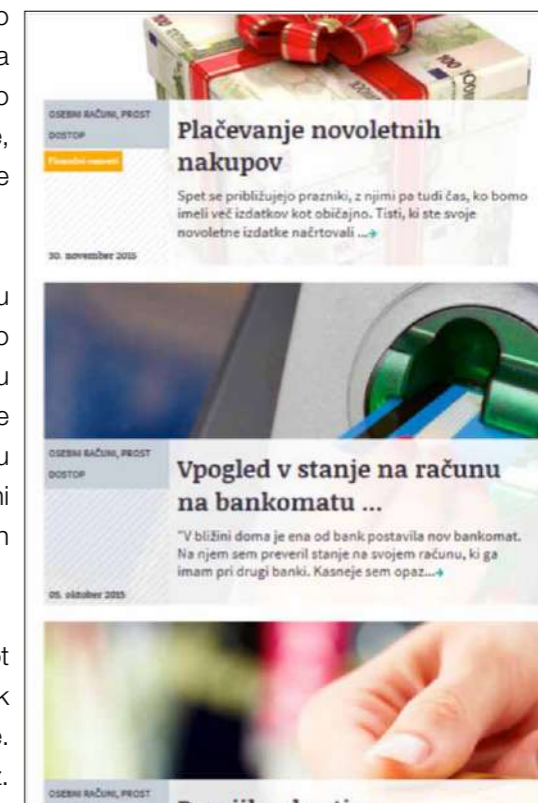 OSEBNI RAČUNI, PROST
DOSTOP
Finančni nasveti
Plačevanje novoletnih
nakupov
Spet se približujejo prazniki, z njimi pa tudi čas, ko bomo
imeli več izdatkov kot običajno. Tisti, ki ste svoje
novoletne izdatke načrtovali ...→
30. november 2015
OSEBNI RAČUNI, PROST
DOSTOP
Vpogled v stanje na računu
na bankomatu ...
"V bližini doma je ena od bank postavila nov bankomat.
Na njem sem preveril stanje na svojem računu, ki ga
imam pri drugi banki. Kasneje sem opaz...→
05. oktober 2015
OSEBNI RAČUNI, PROST